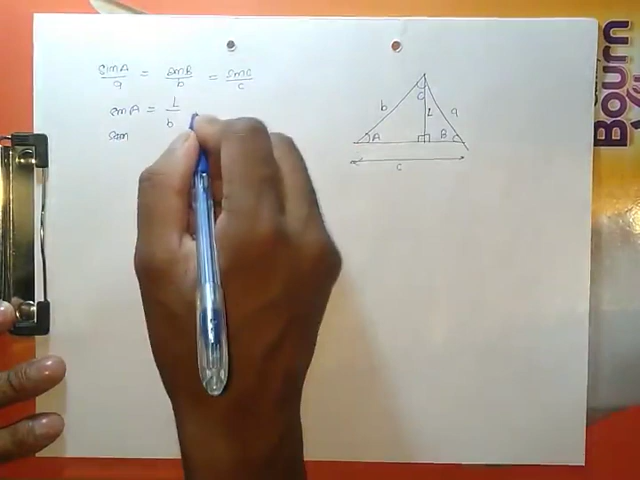 sinA/a = sinB/b = sinC/c
sinA = L/b
sin
b
C
L
a
A
B
c
Bourn